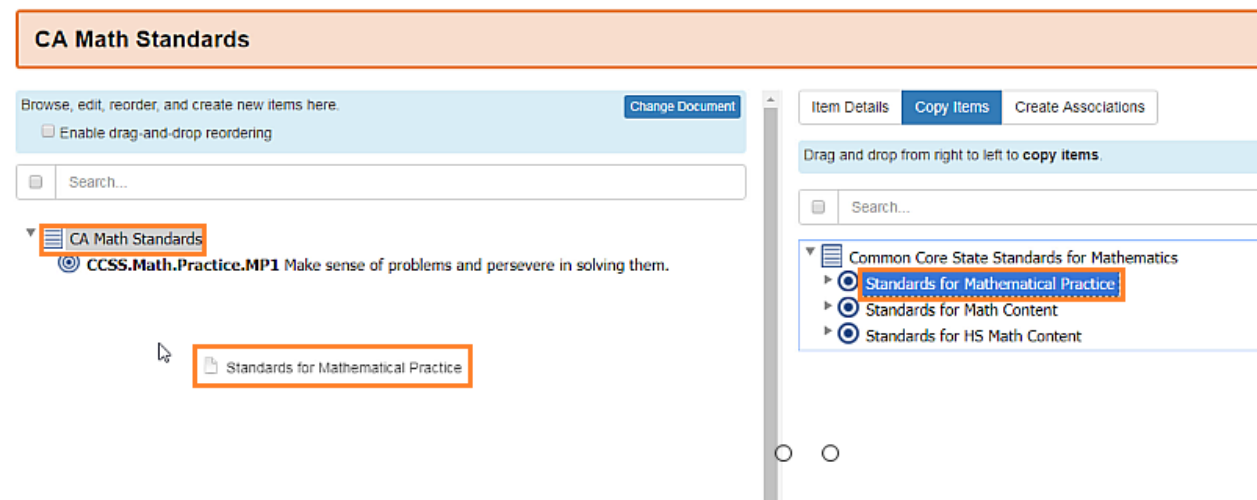 CA Math Standards
Browse, edit, reorder, and create new items here.
Change Document
Enable drag-and-drop reordering
Search...
CA Math Standards
CCSS.Math.Practice.MP1 Make sense of problems and persevere in solving them.
Standards for Mathematical Practice
Item Details
Copy Items
Create Associations
Drag and drop from right to left to copy items.
Search...
Common Core State Standards for Mathematics
Standards for Mathematical Practice
Standards for Math Content
Standards for HS Math Content